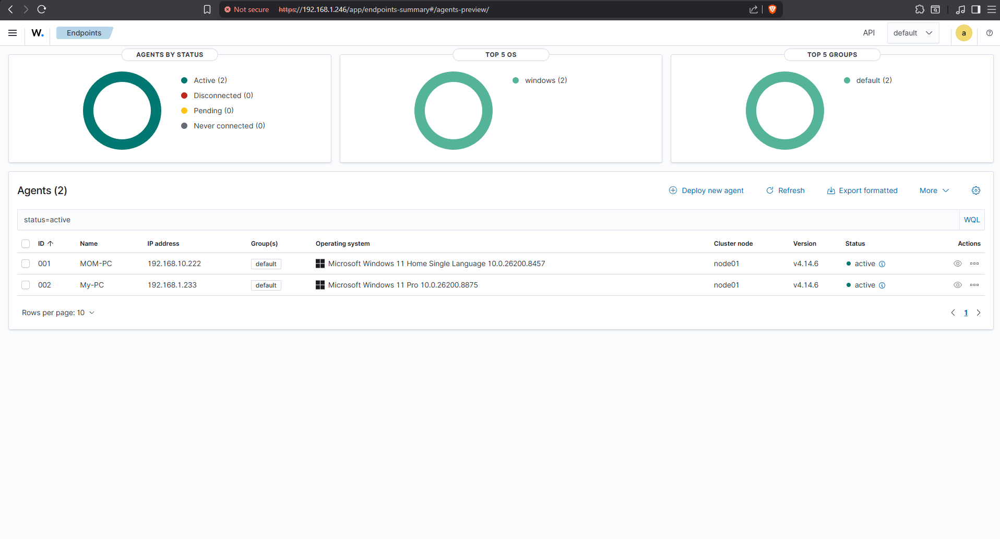 Not secure https://192.168.1.246/app/endpoints-summary#/agents-preview/
W. Endpoints API default a
AGENTS BY STATUS TOP 5 OS TOP 5 GROUPS
Active (2) windows (2) default (2)
Disconnected (0)
Pending (0)
Never connected (0)
Agents (2) Deploy new agent Refresh Export formatted More
status=active WQL
ID Name IP address Group(s) Operating system Cluster node Version Status Actions
001 MOM-PC 192.168.10.222 default Microsoft Windows 11 Home Single Language 10.0.26200.8457 node01 v4.14.6 active
002 My-PC 192.168.1.233 default Microsoft Windows 11 Pro 10.0.26200.8875 node01 v4.14.6 active
Rows per page: 10 1